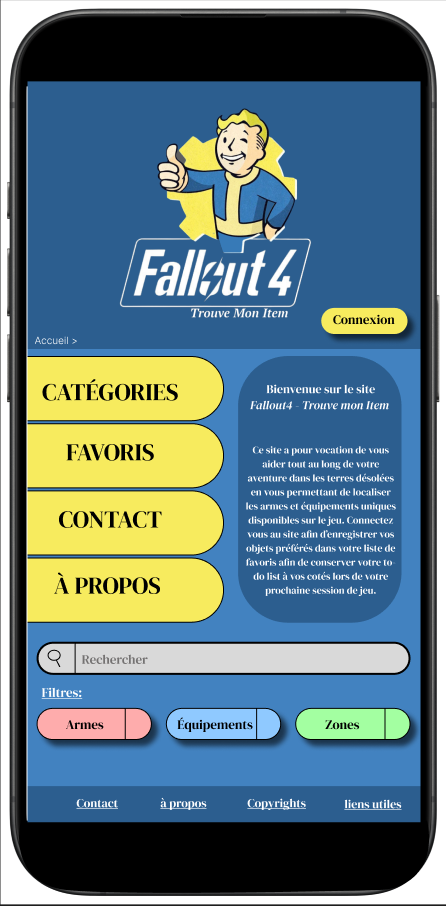 Fallout 4
Trouve Mon Item
Connexion
Accueil >
CATÉGORIES
FAVORIS
CONTACT
À PROPOS
Bienvenue sur le site
Fallout4 - Trouve mon Item
Ce site a pour vocation de vous
aider tout au long de votre
aventure dans les terres désolées
en vous permettant de localiser
les armes et équipements uniques
disponibles sur le jeu. Connectez
vous au site afin d'enregistrer vos
objets préférés dans votre liste de
favoris afin de conserver votre to-
do list à vos cotés lors de votre
prochaine session de jeu.
Rechercher
Filtres:
Armes
Équipements
Zones
Contact
à propos
Copyrights
liens utiles